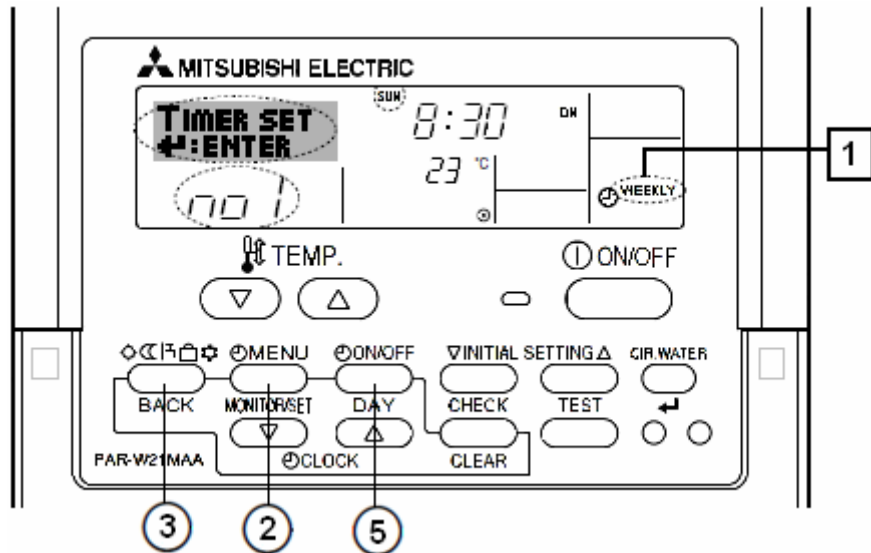 MITSUBISHI ELECTRIC
TIMER SET
:ENTER
SUN
8:30
ON
23 °C
no 1
WEEKLY
1
TEMP.
ON/OFF
MENU
ON/OFF
INITIAL SETTING
CIR.WATER
BACK
MONITOR/SET
DAY
CHECK
TEST
PAR-W21MAA
CLOCK
CLEAR
3
2
5